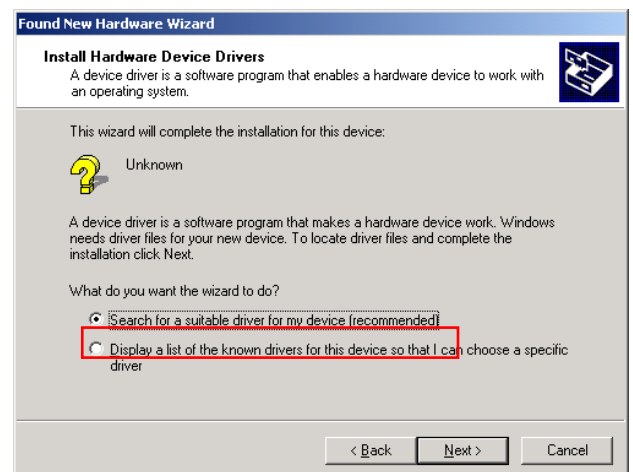 Found New Hardware Wizard
Install Hardware Device Drivers
A device driver is a software program that enables a hardware device to work with
an operating system.
This wizard will complete the installation for this device:
Unknown
A device driver is a software program that makes a hardware device work. Windows
needs driver files for your new device. To locate driver files and complete the
installation click Next.
What do you want the wizard to do?
Search for a suitable driver for my device (recommended)
Display a list of the known drivers for this device so that I can choose a specific
driver
< Back Next > Cancel